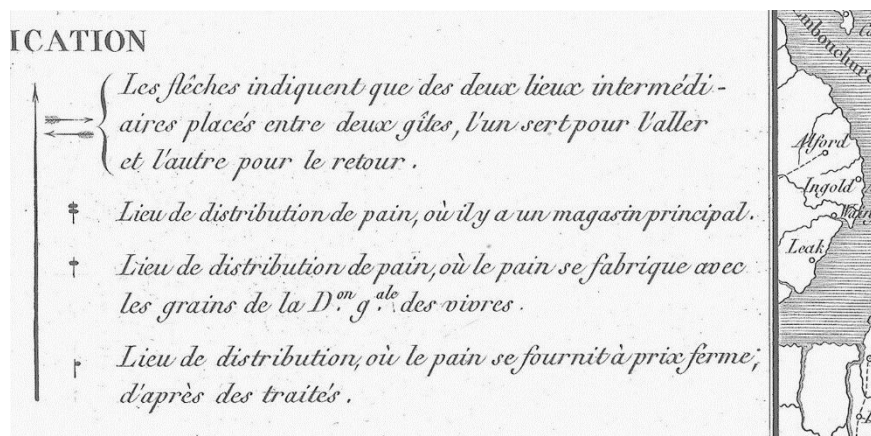 ICATION
Les flêches indiquent que des deux lieux intermédi-
aires placés entre deux gîtes, l'un sert pour l'aller
et l'autre pour le retour.
Lieu de distribution de pain, où il y a un magasin principal.
Lieu de distribution de pain, où le pain se fabrique avec
les grains de la D.on g.ale des vivres.
Lieu de distribution, où le pain se fournit à prix ferme,
d'après des traités.
Embouchure
Alford
Ingold
Leak